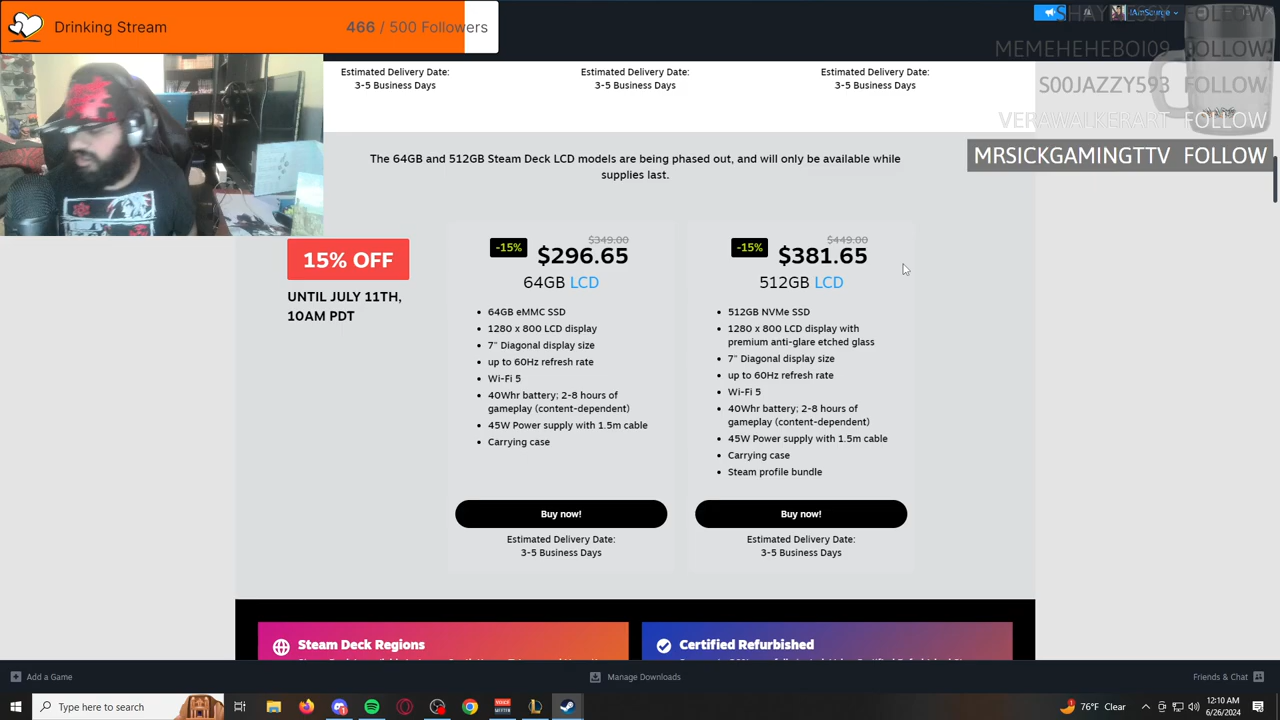 Drinking Stream
466 / 500 Followers
IAmSource
FOLLOW
MEMEHEHEBOI09 FOLLOW
S00JAZZY593 FOLLOW
VERAWALKERART FOLLOW
MRSICKGAMINGTTV FOLLOW
Estimated Delivery Date:
3-5 Business Days
Estimated Delivery Date:
3-5 Business Days
Estimated Delivery Date:
3-5 Business Days
The 64GB and 512GB Steam Deck LCD models are being phased out, and will only be available while
supplies last.
15% OFF
UNTIL JULY 11TH,
10AM PDT
-15%
$349.00
$296.65
64GB LCD
64GB eMMC SSD
1280 x 800 LCD display
7" Diagonal display size
up to 60Hz refresh rate
Wi-Fi 5
40Whr battery; 2-8 hours of
gameplay (content-dependent)
45W Power supply with 1.5m cable
Carrying case
Buy now!
Estimated Delivery Date:
3-5 Business Days
-15%
$449.00
$381.65
512GB LCD
512GB NVMe SSD
1280 x 800 LCD display with
premium anti-glare etched glass
7" Diagonal display size
up to 60Hz refresh rate
Wi-Fi 5
40Whr battery; 2-8 hours of
gameplay (content-dependent)
45W Power supply with 1.5m cable
Carrying case
Steam profile bundle
Buy now!
Estimated Delivery Date:
3-5 Business Days
Steam Deck Regions
Certified Refurbished
Add a Game
Manage Downloads
Friends & Chat
Type here to search
76°F Clear
12:10 AM
6/26/2024